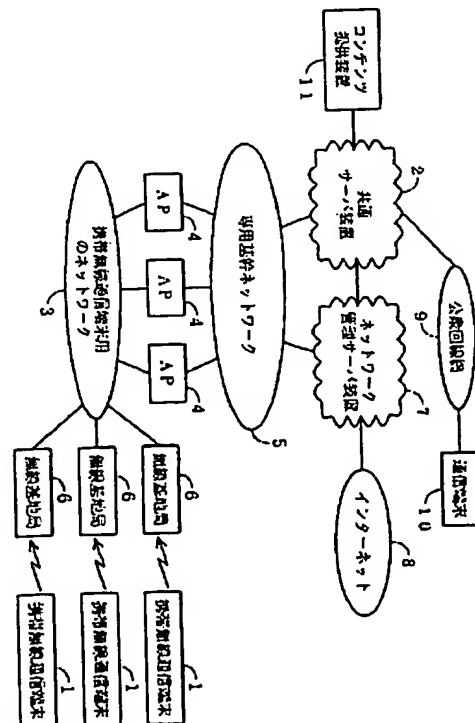 コンテンツ
提供装置
11
共通
サーバ装置
2
公衆回線網
9
通信端末
10
ネットワーク
管理サーバ装置
7
インターネット
8
専用基幹ネットワーク
5
AP
4
AP
4
AP
4
携帯無線通信端末用
のネットワーク
3
無線基地局
6
無線基地局
6
無線基地局
6
携帯無線通信端末
1
携帯無線通信端末
1
携帯無線通信端末
1